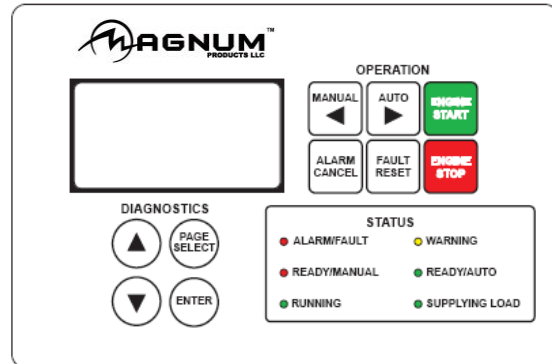 MAGNUM™
PRODUCTS LLC
OPERATION
MANUAL
AUTO
ENGINE
START
ALARM
CANCEL
FAULT
RESET
ENGINE
STOP
DIAGNOSTICS
PAGE
SELECT
ENTER
STATUS
ALARM/FAULT
WARNING
READY/MANUAL
READY/AUTO
RUNNING
SUPPLYING LOAD